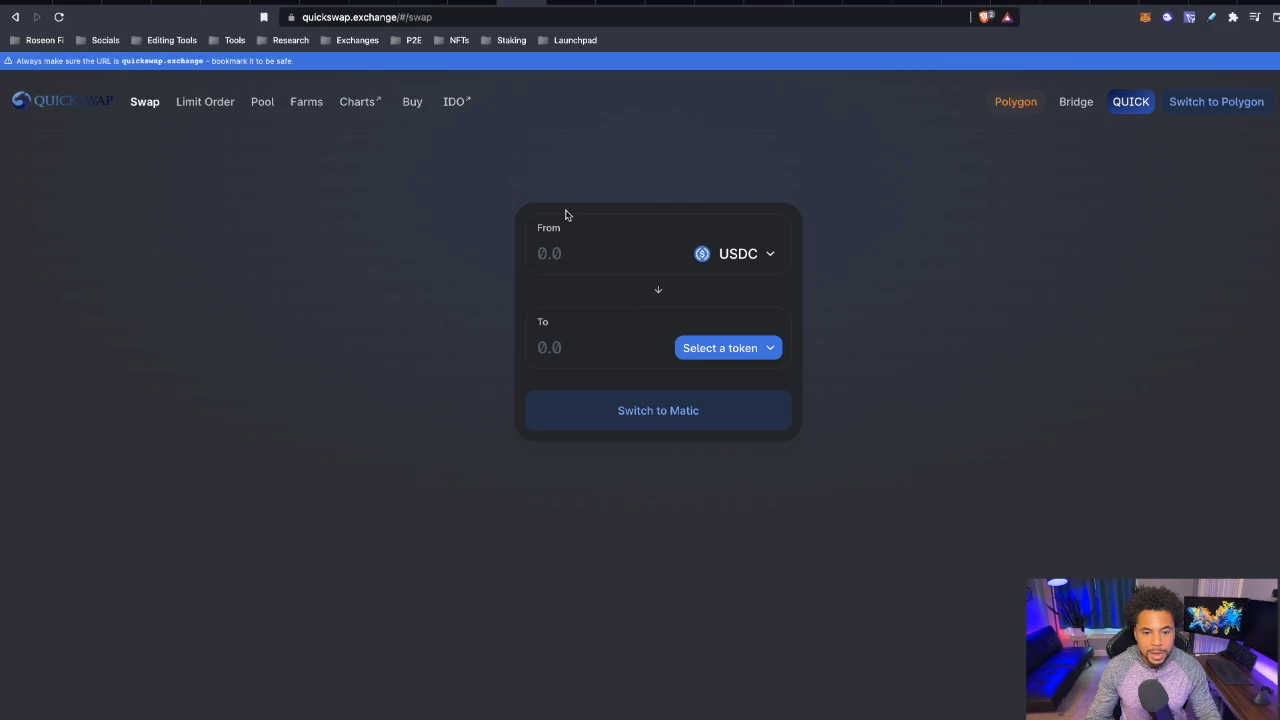 quickswap.exchange/#/swap
Roseon Fi Socials Editing Tools Tools Research Exchanges P2E NFTs Staking Launchpad
Always make sure the URL is quickswap.exchange - bookmark it to be safe.
QUICKSWAP Swap Limit Order Pool Farms Charts↗ Buy IDO↗ Polygon Bridge QUICK Switch to Polygon
From
0.0 USDC
To
0.0 Select a token
Switch to Matic